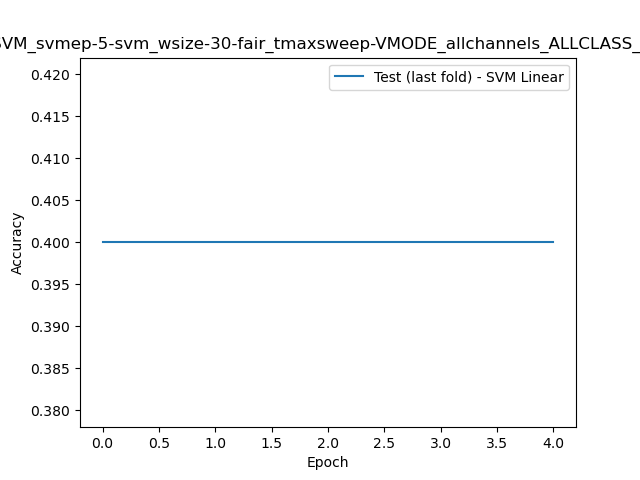 SVM_svmep-5-svm_wsize-30-fair_tmaxsweep-VMODE_allchannels_ALLCLASS_
Test (last fold) - SVM Linear
0.420
0.415
0.410
0.405
0.400
0.395
0.390
0.385
0.380
Accuracy
0.0 0.5 1.0 1.5 2.0 2.5 3.0 3.5 4.0
Epoch